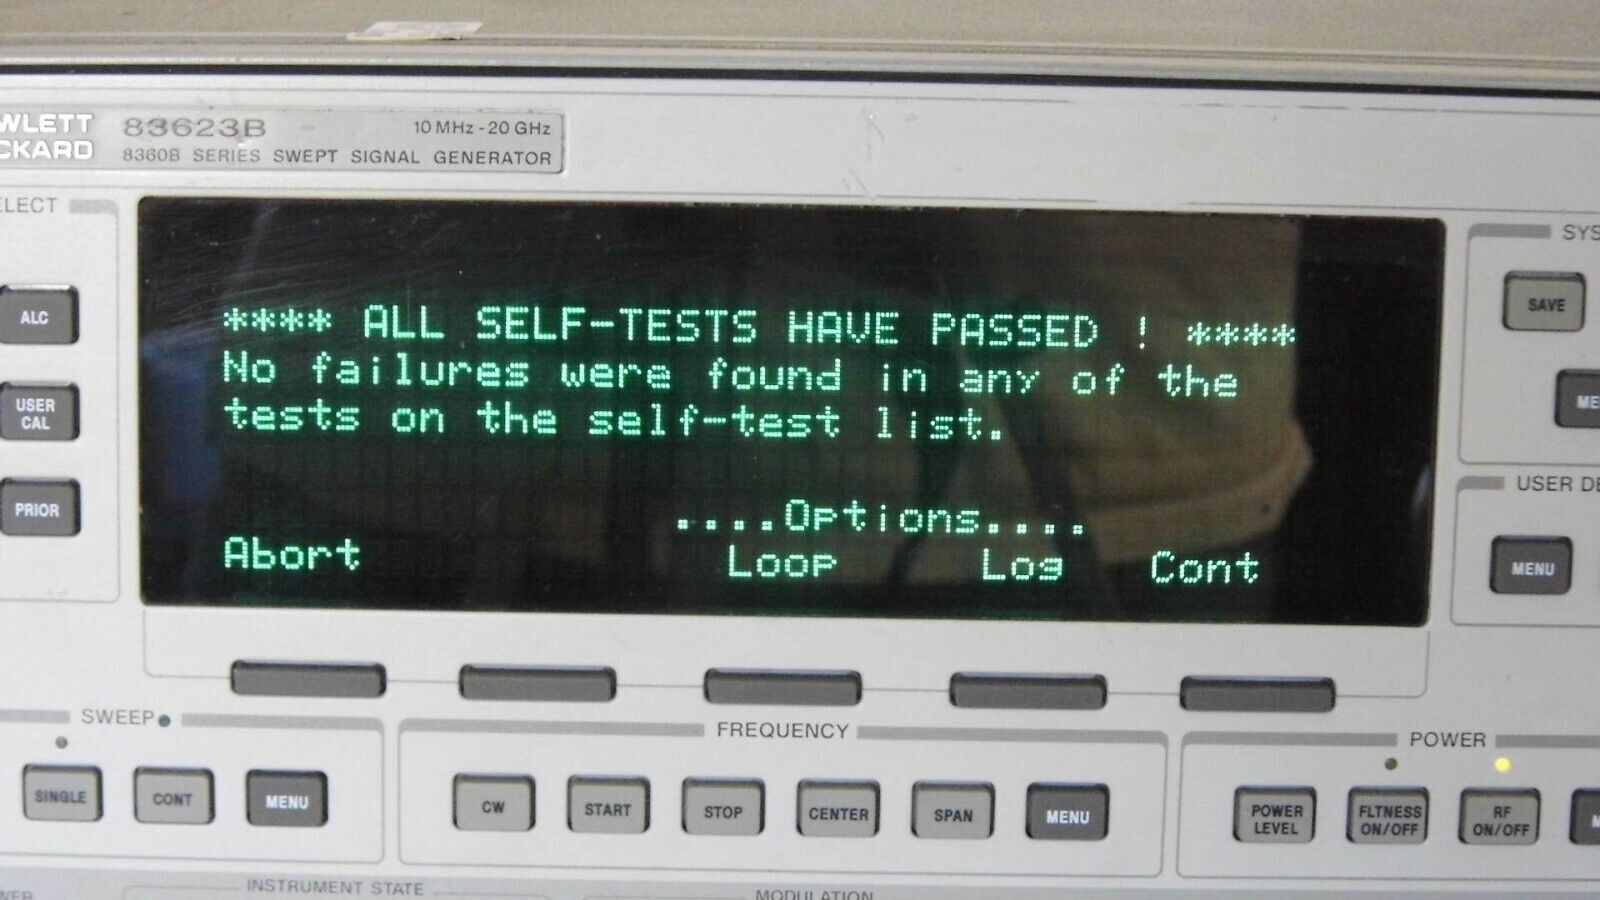 WLETT
CKARD
83623B 10 MHz - 20 GHz
8360B SERIES SWEPT SIGNAL GENERATOR
ELECT
SYS
ALC
SAVE
USER
CAL
ME
PRIOR
USER DE
MENU
**** ALL SELF-TESTS HAVE PASSED ! ****
No failures were found in any of the
tests on the self-test list.
....Options....
Abort Loop Log Cont
SWEEP
SINGLE CONT MENU
FREQUENCY
CW START STOP CENTER SPAN MENU
POWER
POWER
LEVEL
FLTNESS
ON/OFF
RF
ON/OFF
M
WER
INSTRUMENT STATE
MODULATION